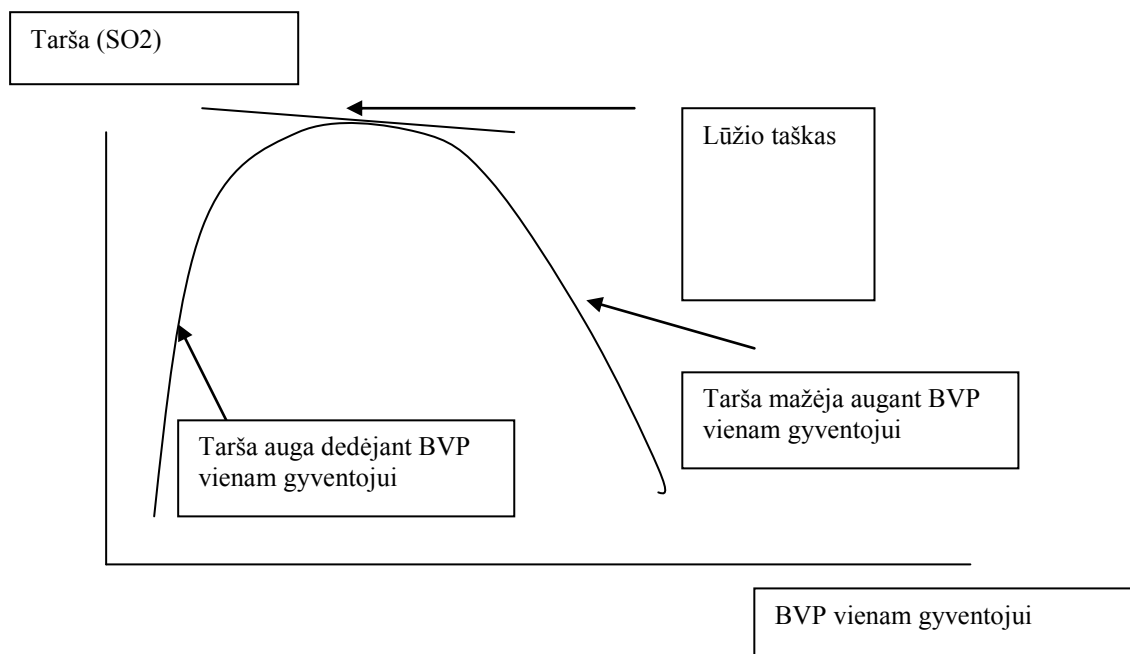 Tarša (SO2)
Lūžio taškas
Tarša mažėja augant BVP
vienam gyventojui
Tarša auga dedėjant BVP
vienam gyventojui
BVP vienam gyventojui